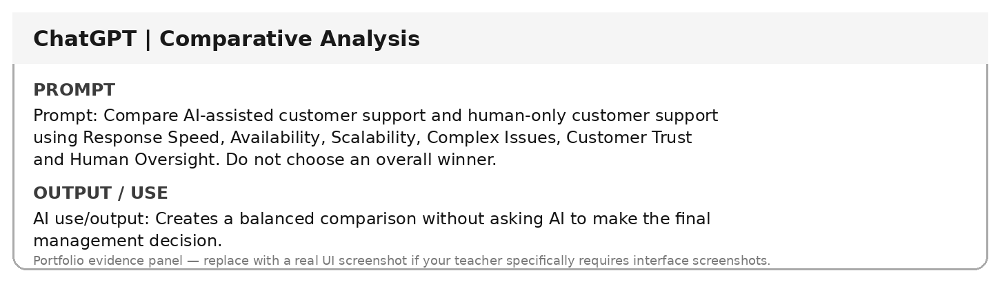 ChatGPT | Comparative Analysis
PROMPT
Prompt: Compare AI-assisted customer support and human-only customer support
using Response Speed, Availability, Scalability, Complex Issues, Customer Trust
and Human Oversight. Do not choose an overall winner.
OUTPUT / USE
AI use/output: Creates a balanced comparison without asking AI to make the final
management decision.
Portfolio evidence panel — replace with a real UI screenshot if your teacher specifically requires interface screenshots.